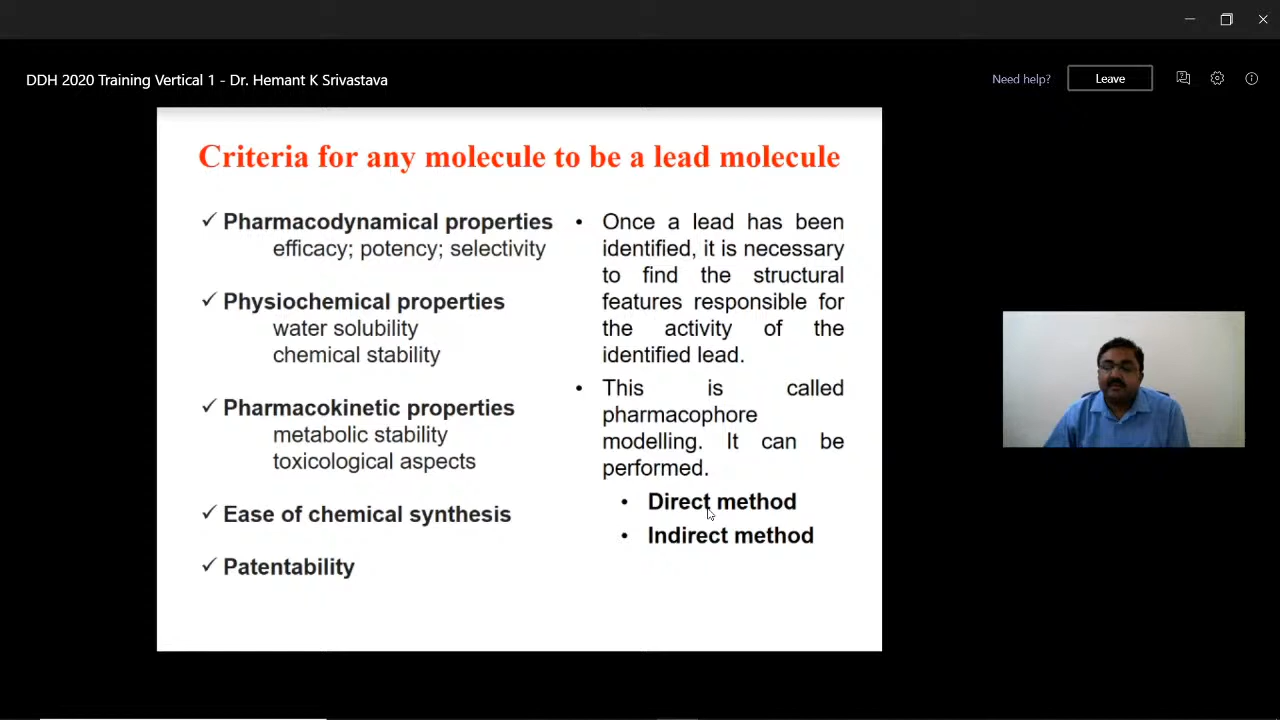 DDH 2020 Training Vertical 1 - Dr. Hemant K Srivastava
Need help?
Leave
Criteria for any molecule to be a lead molecule
✓ Pharmacodynamical properties
efficacy; potency; selectivity
✓ Physiochemical properties
water solubility
chemical stability
✓ Pharmacokinetic properties
metabolic stability
toxicological aspects
✓ Ease of chemical synthesis
✓ Patentability
• Once a lead has been
identified, it is necessary
to find the structural
features responsible for
the activity of the
identified lead.
• This is called
pharmacophore
modelling. It can be
performed.
• Direct method
• Indirect method